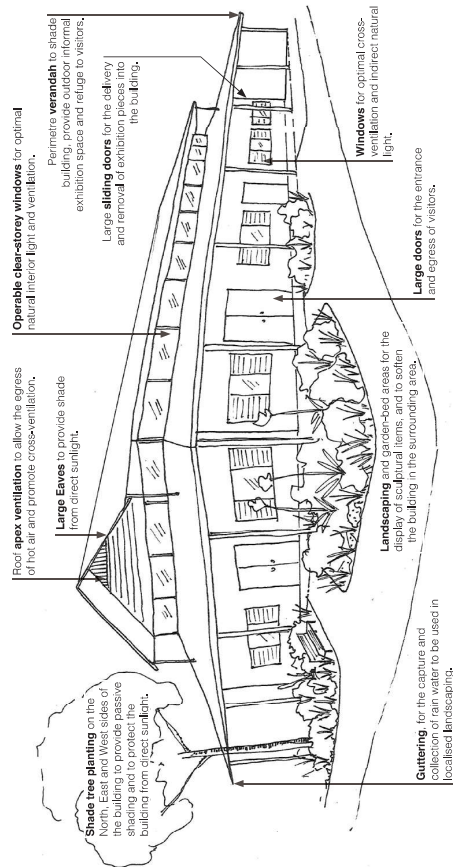 Shade tree planting on the
North, East and West sides of
the building to provide passive
shading and to protect the
building from direct sunlight.
Roof apex ventilation to allow the egress
of hot air and promote cross-ventilation.
Large Eaves to provide shade
from direct sunlight.
Operable clear-storey windows for optimal
natural interior light and ventilation.
Perimetre verandah to shade
building, provide outdoor informal
exhibition space and refuge to visitors.
Large sliding doors for the delivery
and removal of exhibition pieces into
the building.
Guttering, for the capture and
collection of rain water to be used in
localised landscaping.
Landscaping and garden-bed areas for the
display of sculptural items, and to soften
the building in the surrounding area.
Large doors for the entrance
and egress of visitors.
Windows for optimal cross-
ventilation and indirect natural
light.